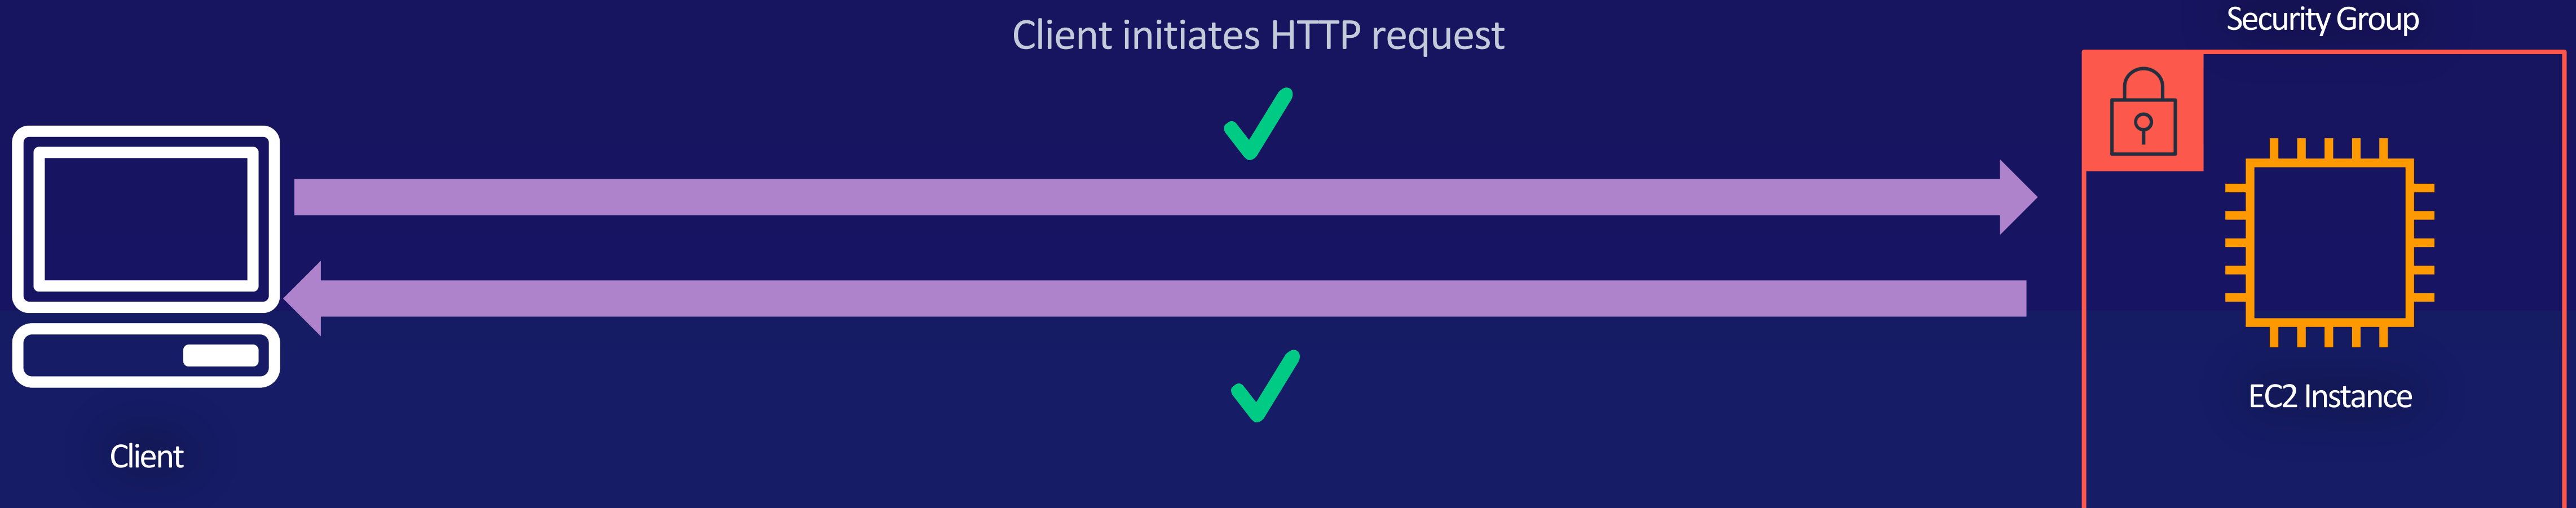 Client initiates HTTP request
Security Group
EC2 Instance
Client